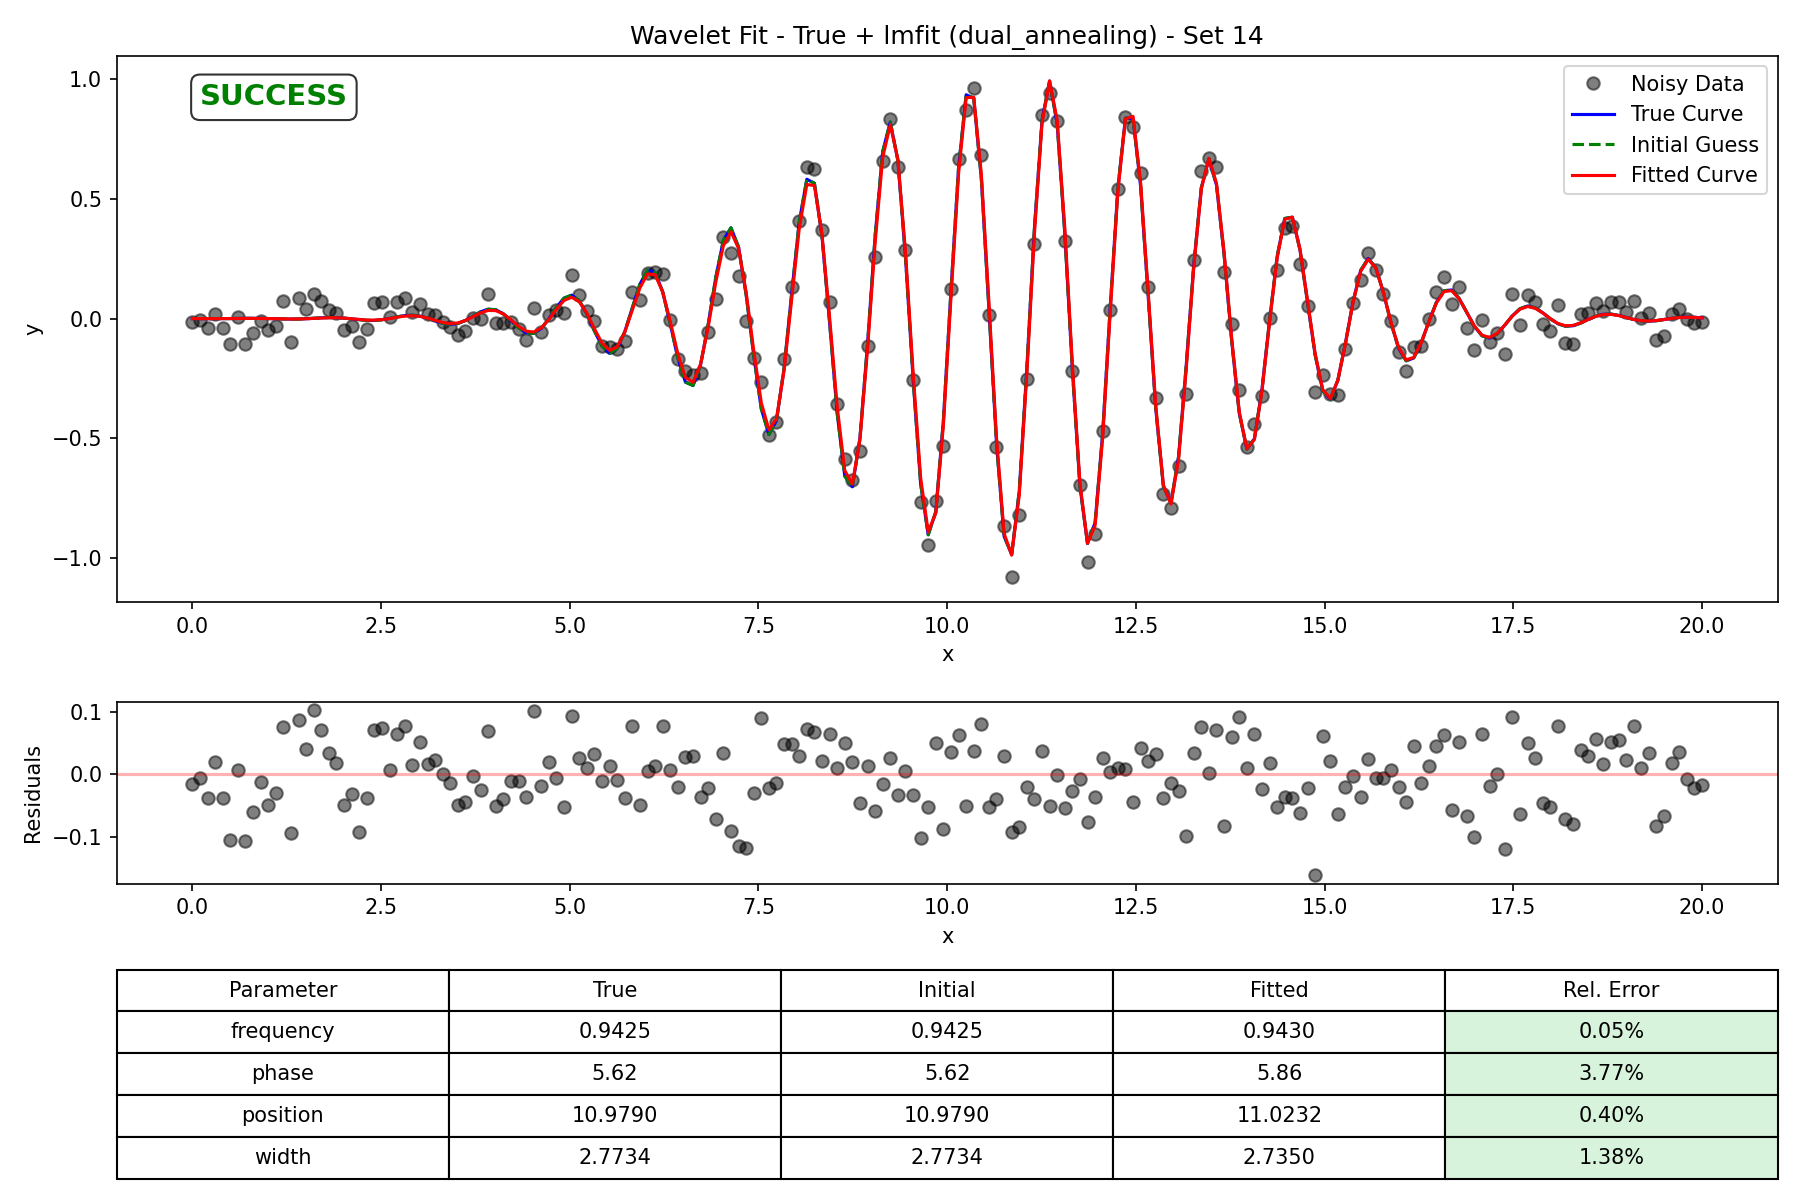 Wavelet Fit - True + lmfit (dual_annealing) - Set 14
SUCCESS
Noisy Data
True Curve
Initial Guess
Fitted Curve
1.0
0.5
0.0
−0.5
−1.0
y
0.0 2.5 5.0 7.5 10.0 12.5 15.0 17.5 20.0
x
0.1
0.0
−0.1
Residuals
0.0 2.5 5.0 7.5 10.0 12.5 15.0 17.5 20.0
x
Parameter True Initial Fitted Rel. Error
frequency 0.9425 0.9425 0.9430 0.05%
phase 5.62 5.62 5.86 3.77%
position 10.9790 10.9790 11.0232 0.40%
width 2.7734 2.7734 2.7350 1.38%